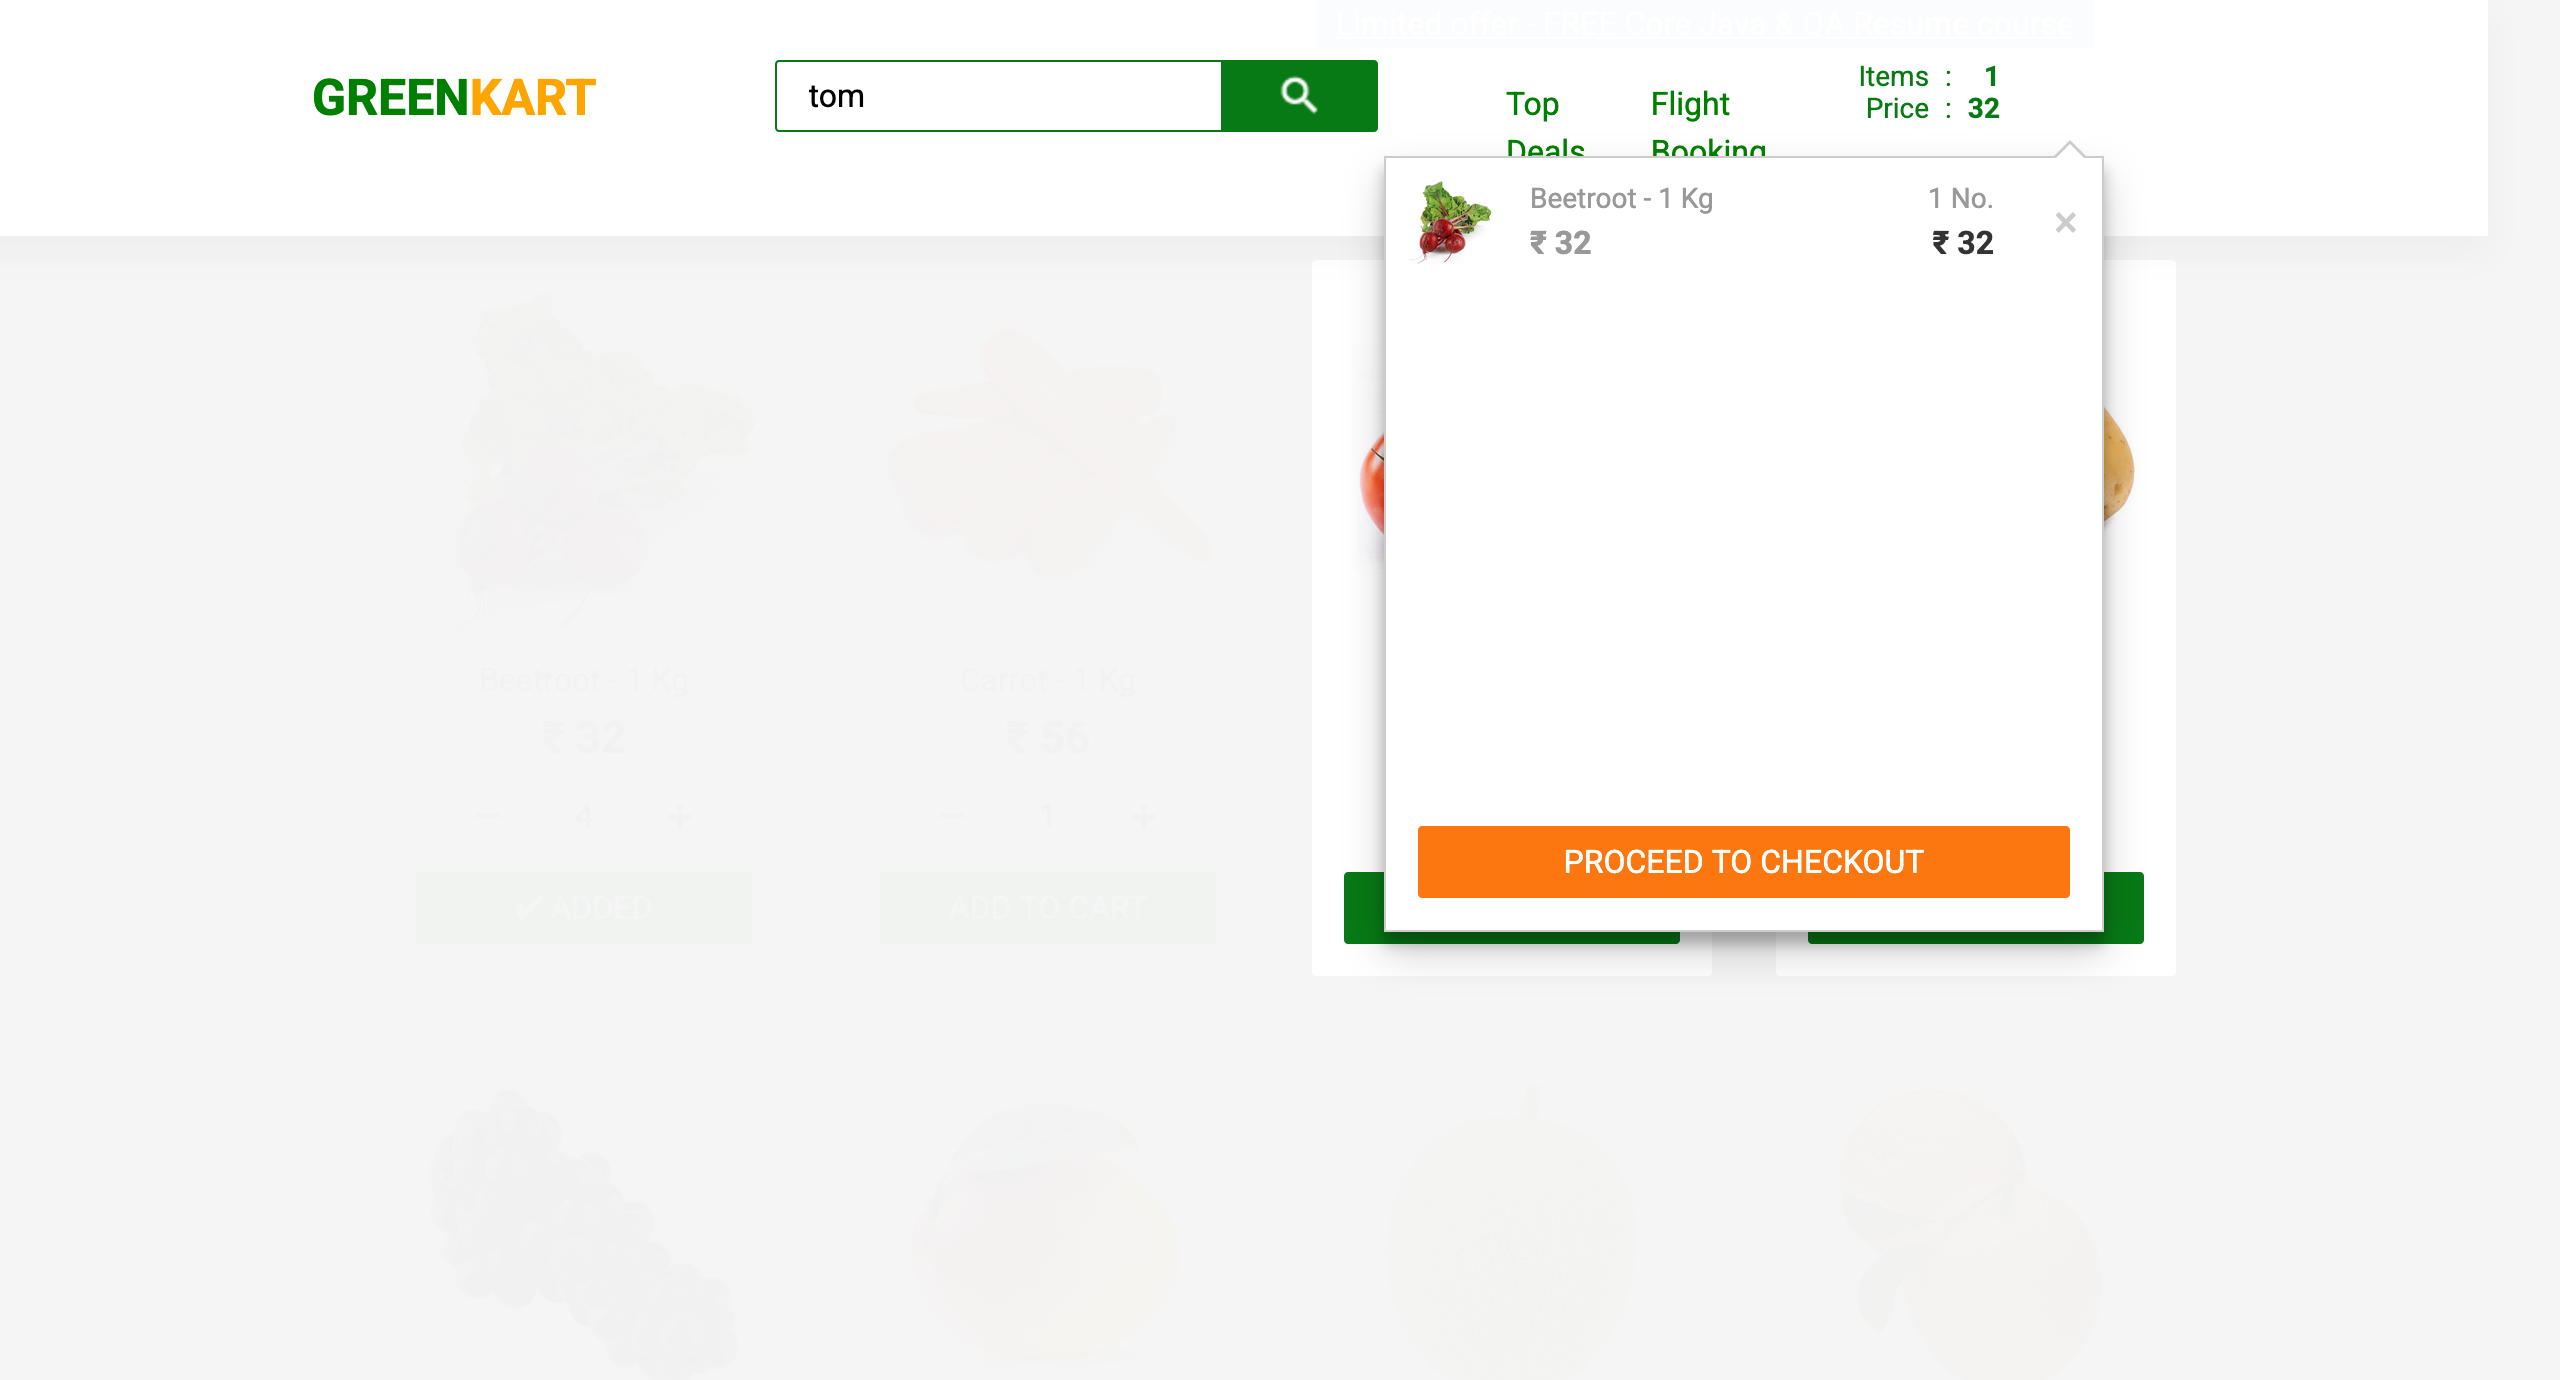 Limited offer - FREE Core Java & QA Resume course
GREENKART
tom
Top
Deals
Flight
Booking
Items : 1
Price : 32
Beetroot - 1 Kg
1 No.
₹ 32
₹ 32
×
PROCEED TO CHECKOUT
Beetroot - 1 Kg
₹ 32
– 4 +
✔ ADDED
Carrot - 1 Kg
₹ 56
– 1 +
ADD TO CART